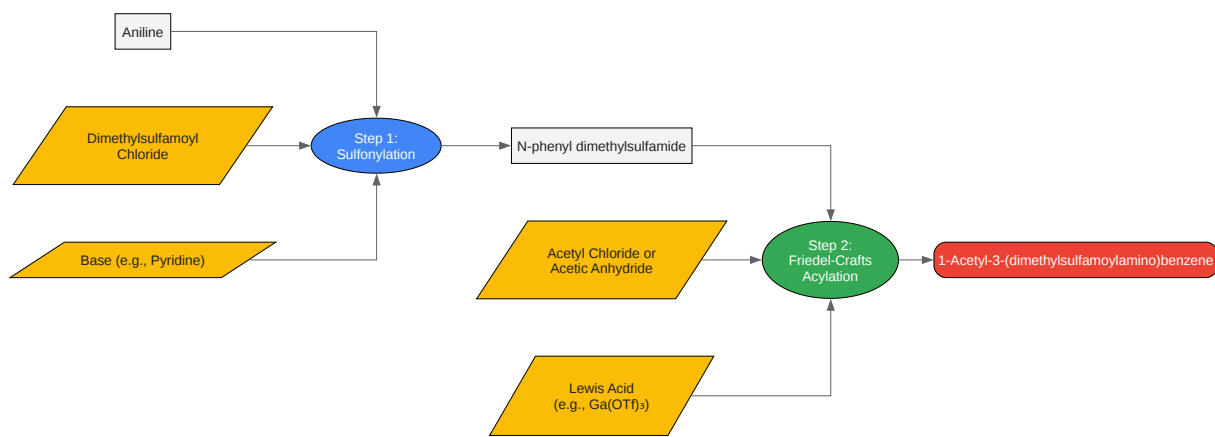 Aniline
Dimethylsulfamoyl
Chloride
Step 1:
Sulfonylation
N-phenyl dimethylsulfamide
Base (e.g., Pyridine)
Acetyl Chloride or
Acetic Anhydride
Step 2:
Friedel-Crafts
Acylation
1-Acetyl-3-(dimethylsulfamoylamino)benzene
Lewis Acid
(e.g., Ga(OTf)₃)